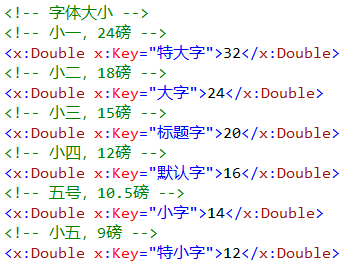 <!-- 字体大小 -->
<!-- 小一，24磅 -->
<x:Double x:Key="特大字">32</x:Double>
<!-- 小二，18磅 -->
<x:Double x:Key="大字">24</x:Double>
<!-- 小三，15磅 -->
<x:Double x:Key="标题字">20</x:Double>
<!-- 小四，12磅 -->
<x:Double x:Key="默认字">16</x:Double>
<!-- 五号，10.5磅 -->
<x:Double x:Key="小字">14</x:Double>
<!-- 小五，9磅 -->
<x:Double x:Key="特小字">12</x:Double>